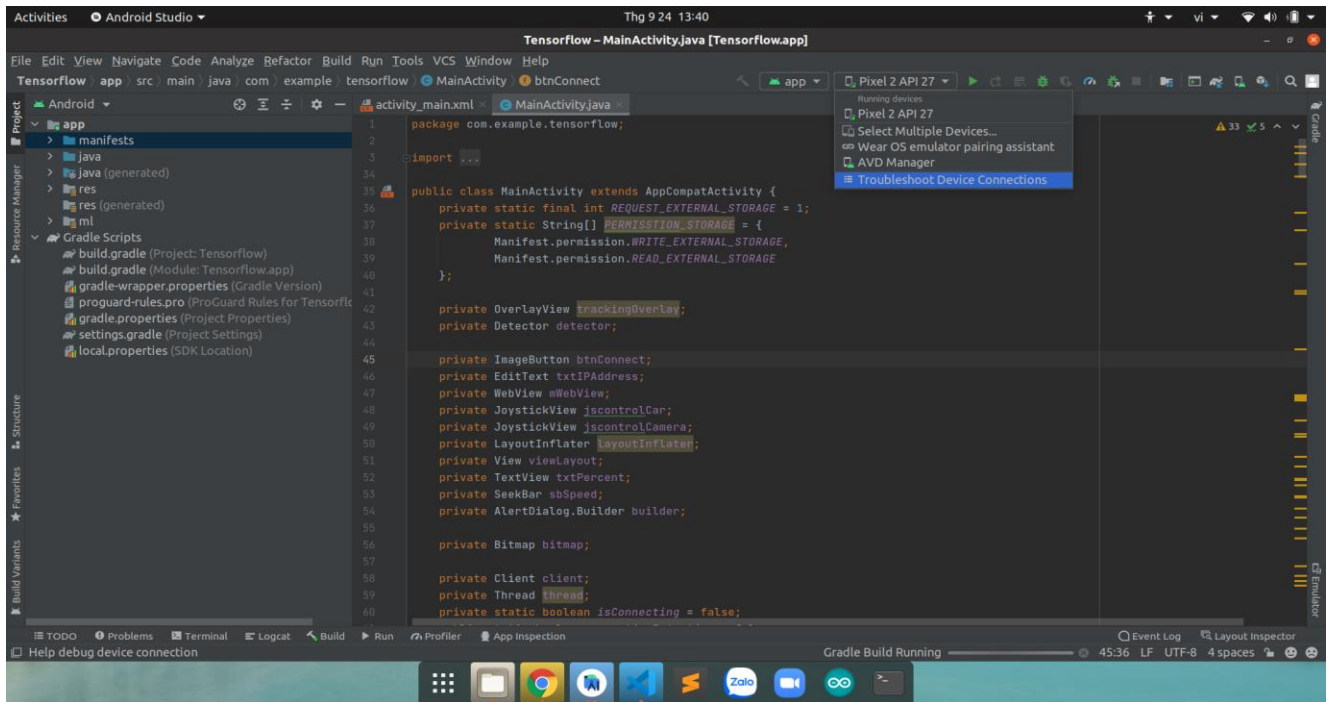 Activities Android Studio Thg 9 24 13:40 vi
Tensorflow – MainActivity.java [Tensorflow.app]
File Edit View Navigate Code Analyze Refactor Build Run Tools VCS Window Help
Tensorflow app src main java com example tensorflow MainActivity btnConnect app Pixel 2 API 27
Android activity_main.xml MainActivity.java
Running devices
Pixel 2 API 27
Select Multiple Devices...
Wear OS emulator pairing assistant
AVD Manager
Troubleshoot Device Connections
Project
Resource Manager
Structure
Favorites
Build Variants
app
manifests
java
java (generated)
res
res (generated)
ml
Gradle Scripts
build.gradle (Project: Tensorflow)
build.gradle (Module: Tensorflow.app)
gradle-wrapper.properties (Gradle Version)
proguard-rules.pro (ProGuard Rules for Tensorflo
gradle.properties (Project Properties)
settings.gradle (Project Settings)
local.properties (SDK Location)
1 package com.example.tensorflow;
2
3 import ...
34
35 public class MainActivity extends AppCompatActivity {
36 private static final int REQUEST_EXTERNAL_STORAGE = 1;
37 private static String[] PERMISSTION_STORAGE = {
38 Manifest.permission.WRITE_EXTERNAL_STORAGE,
39 Manifest.permission.READ_EXTERNAL_STORAGE
40 };
41
42 private OverlayView trackingOverlay;
43 private Detector detector;
44
45 private ImageButton btnConnect;
46 private EditText txtIPAddress;
47 private WebView mWebView;
48 private JoystickView jscontrolCar;
49 private JoystickView jscontrolCamera;
50 private LayoutInflater layoutInflater;
51 private View viewLayout;
52 private TextView txtPercent;
53 private SeekBar sbSpeed;
54 private AlertDialog.Builder builder;
55
56 private Bitmap bitmap;
57
58 private Client client;
59 private Thread thread;
60 private static boolean isConnecting = false;
33 5
Gradle
Emulator
TODO Problems Terminal Logcat Build Run Profiler App Inspection Event Log Layout Inspector
Help debug device connection Gradle Build Running 45:36 LF UTF-8 4 spaces
Zalo